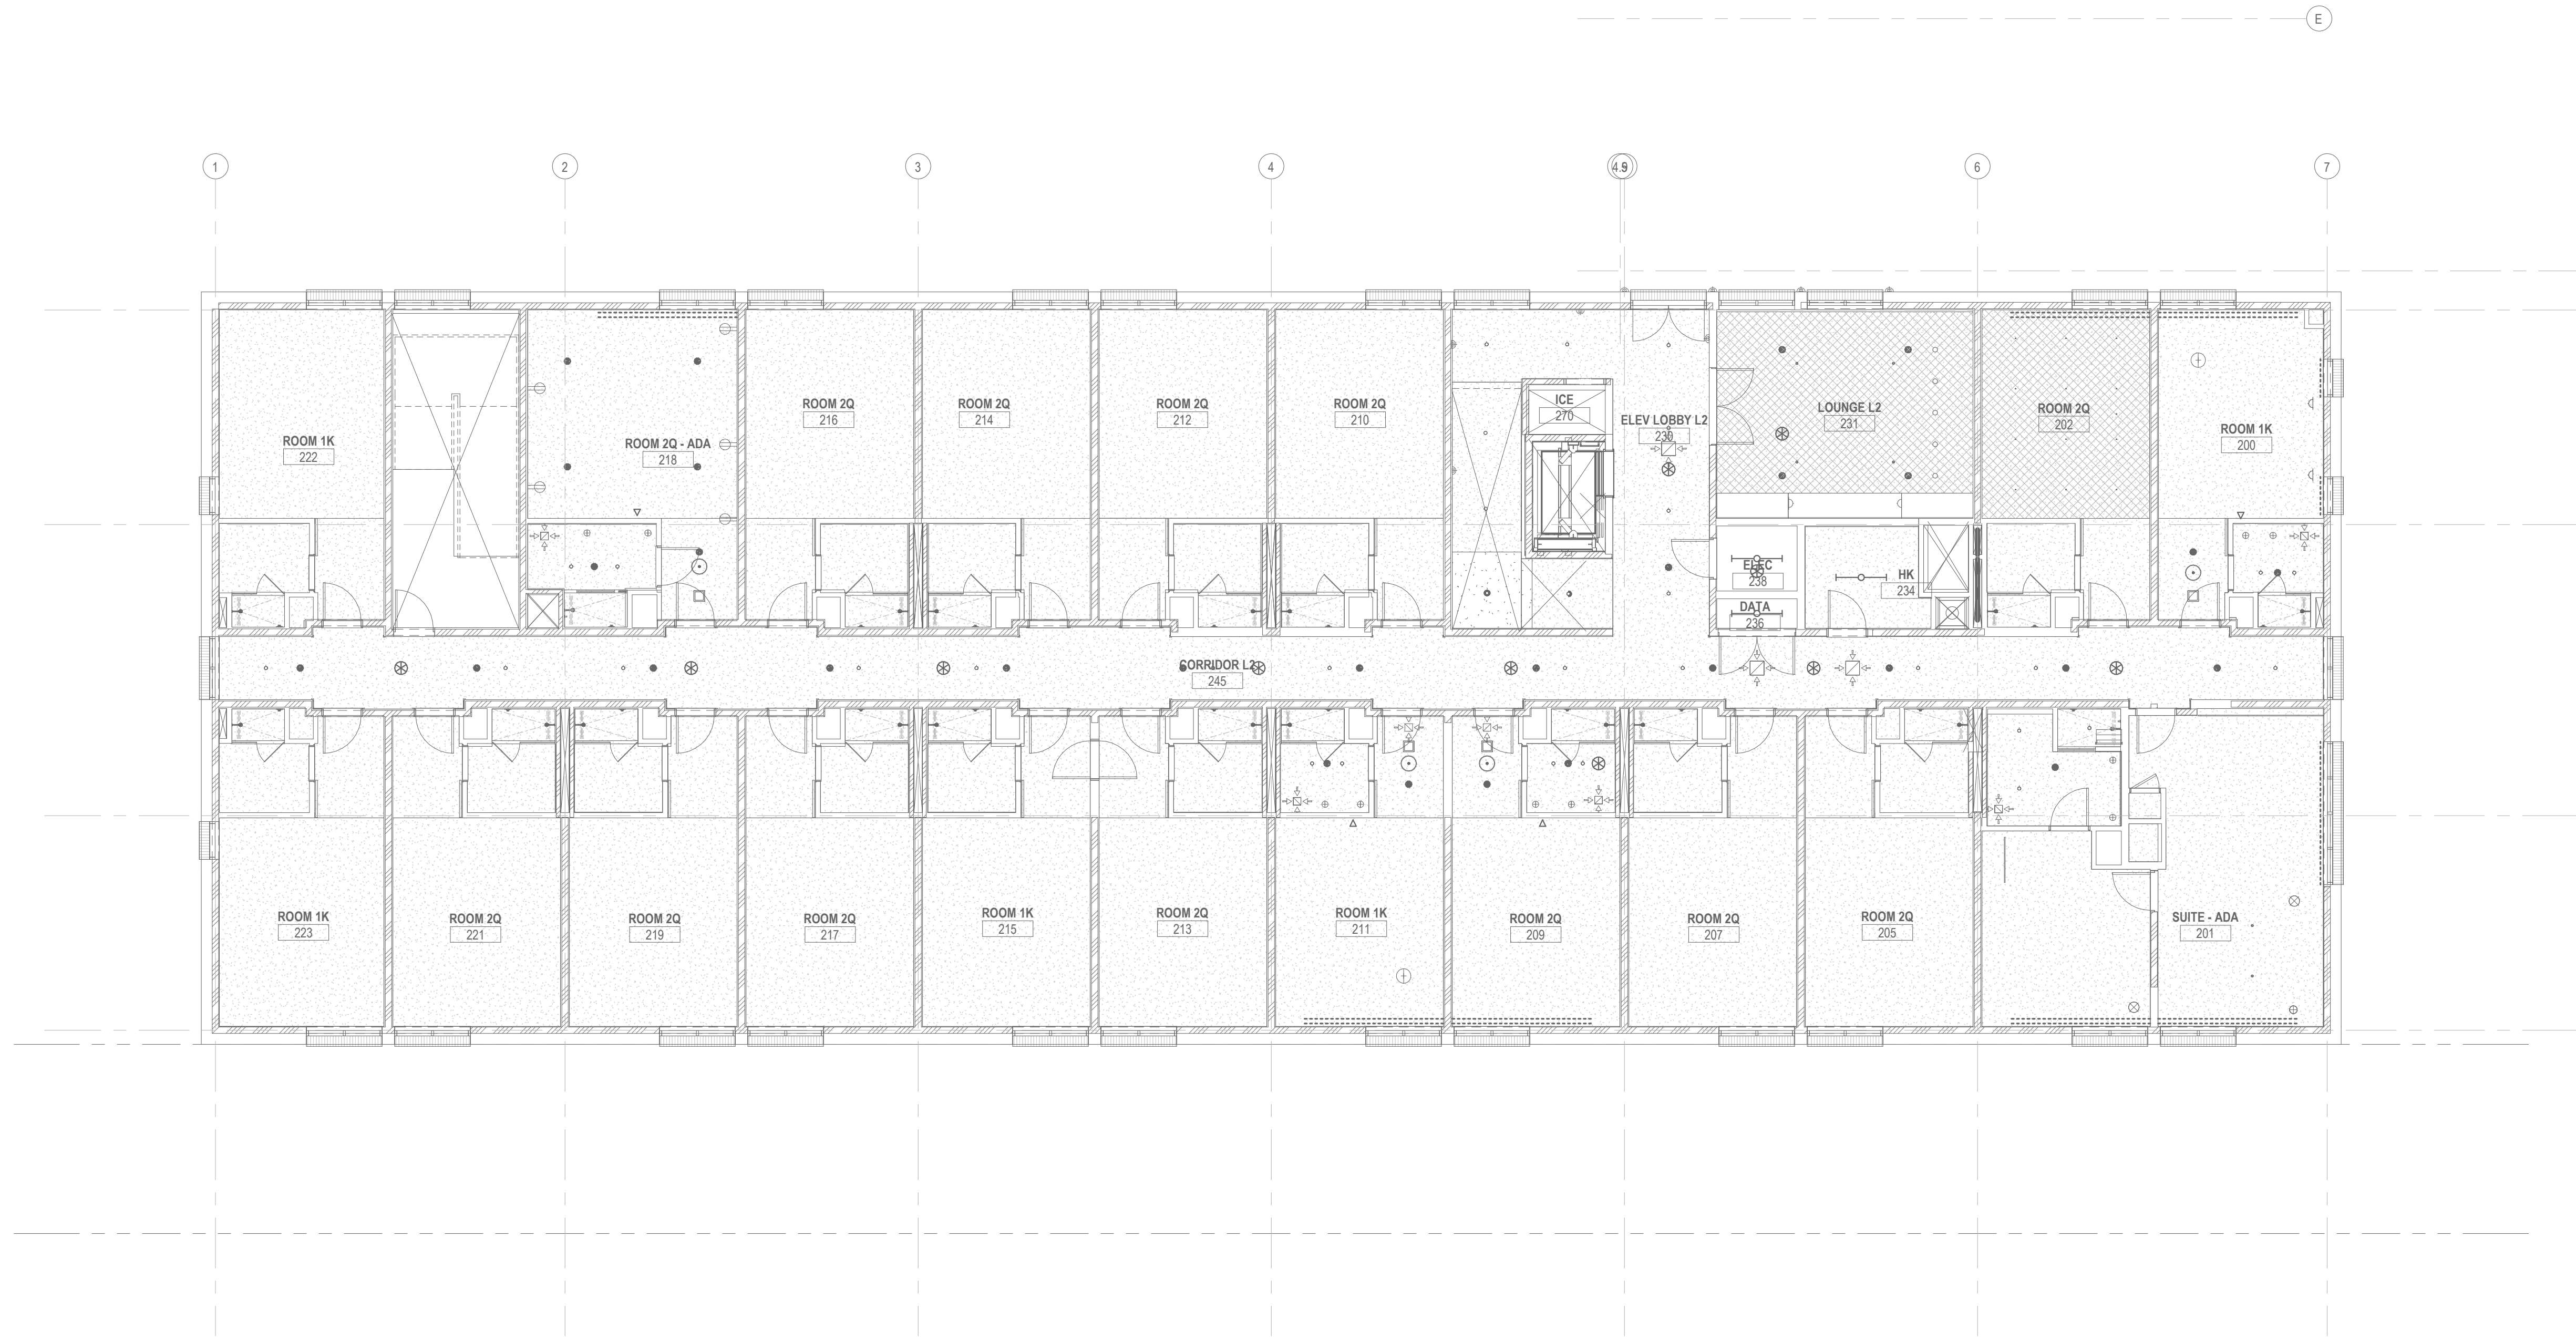 E
1
2
3
4
6
7
ICE
270
ROOM 2Q
216
ROOM 2Q
214
ROOM 2Q
212
ROOM 2Q
210
LOUNGE L2
231
ROOM 2Q
202
ELEV LOBBY L2
230
ROOM 1K
200
ROOM 1K
222
ROOM 2Q - ADA
218
ELEC
238
HK
234
DATA
236
CORRIDOR L2
245
ROOM 1K
223
ROOM 2Q
221
ROOM 2Q
219
ROOM 2Q
217
ROOM 1K
215
ROOM 2Q
213
ROOM 1K
211
ROOM 2Q
209
ROOM 2Q
207
ROOM 2Q
205
SUITE - ADA
201